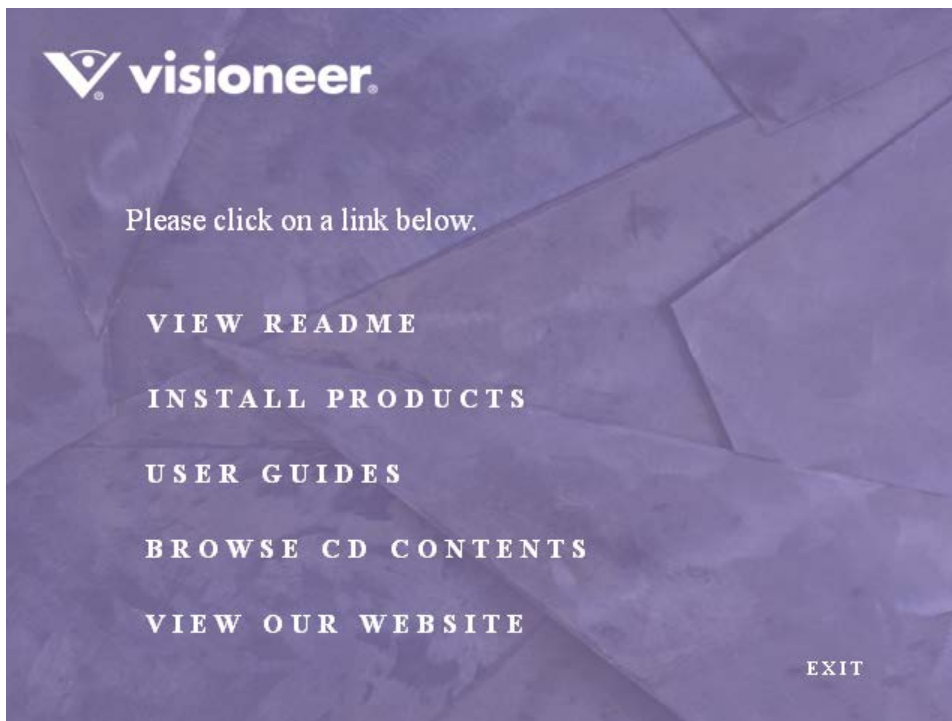 visioneer®
Please click on a link below.
VIEW README
INSTALL PRODUCTS
USER GUIDES
BROWSE CD CONTENTS
VIEW OUR WEBSITE
EXIT